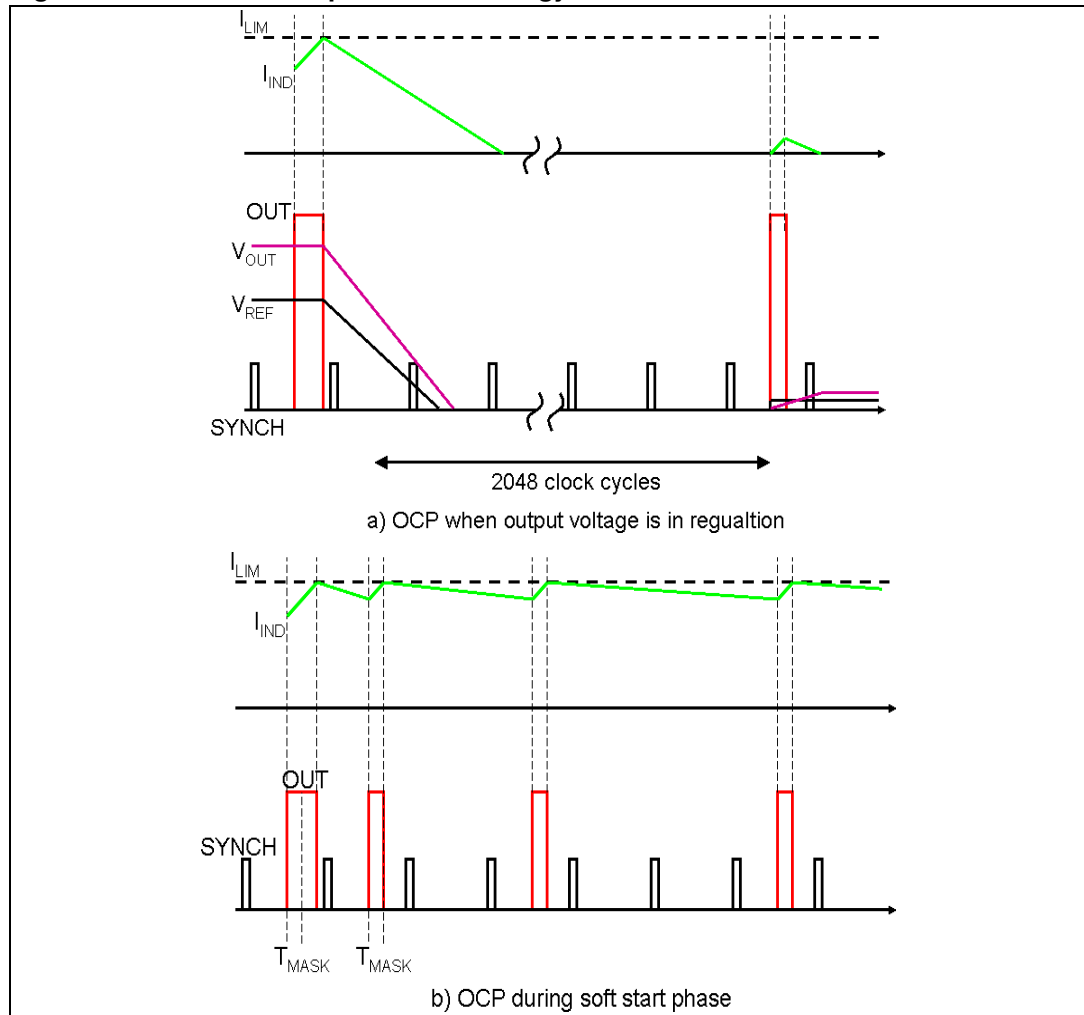 I_LIM
I_IND
OUT
V_OUT
V_REF
SYNCH
2048 clock cycles
a) OCP when output voltage is in regualtion
I_LIM
I_IND
OUT
SYNCH
T_MASK T_MASK
b) OCP during soft start phase